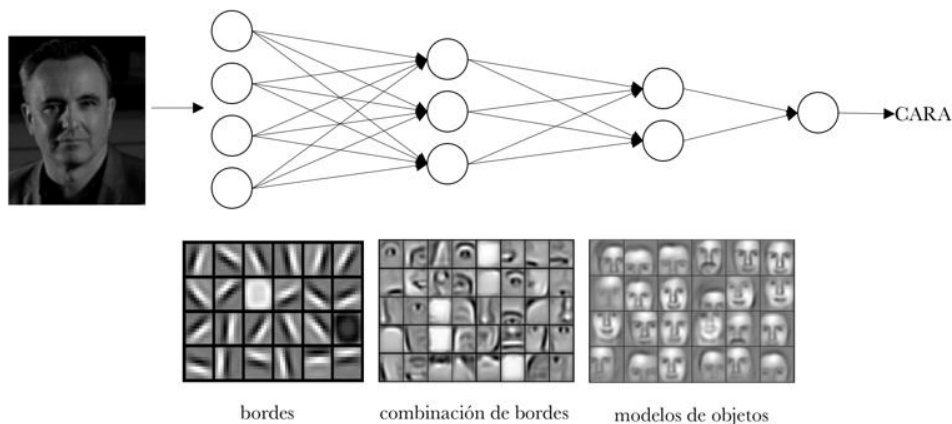 CARA
bordes
combinación de bordes
modelos de objetos